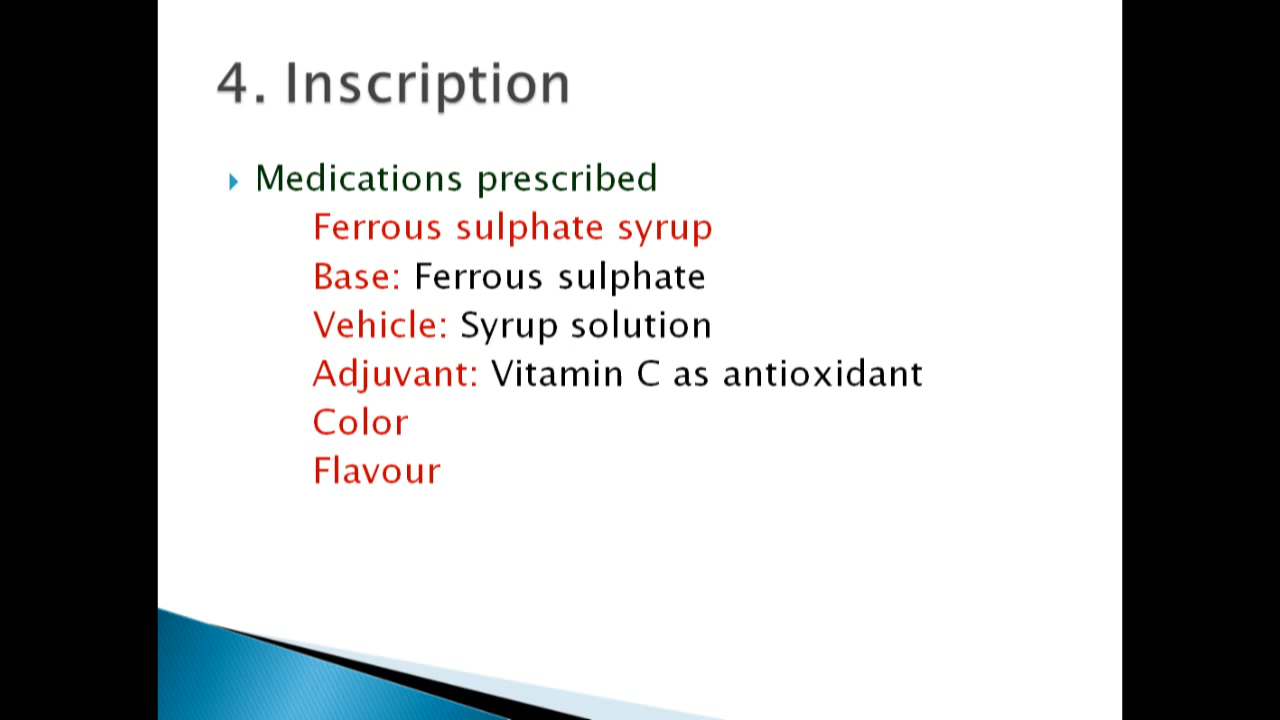 4. Inscription
Medications prescribed
Ferrous sulphate syrup
Base: Ferrous sulphate
Vehicle: Syrup solution
Adjuvant: Vitamin C as antioxidant
Color
Flavour